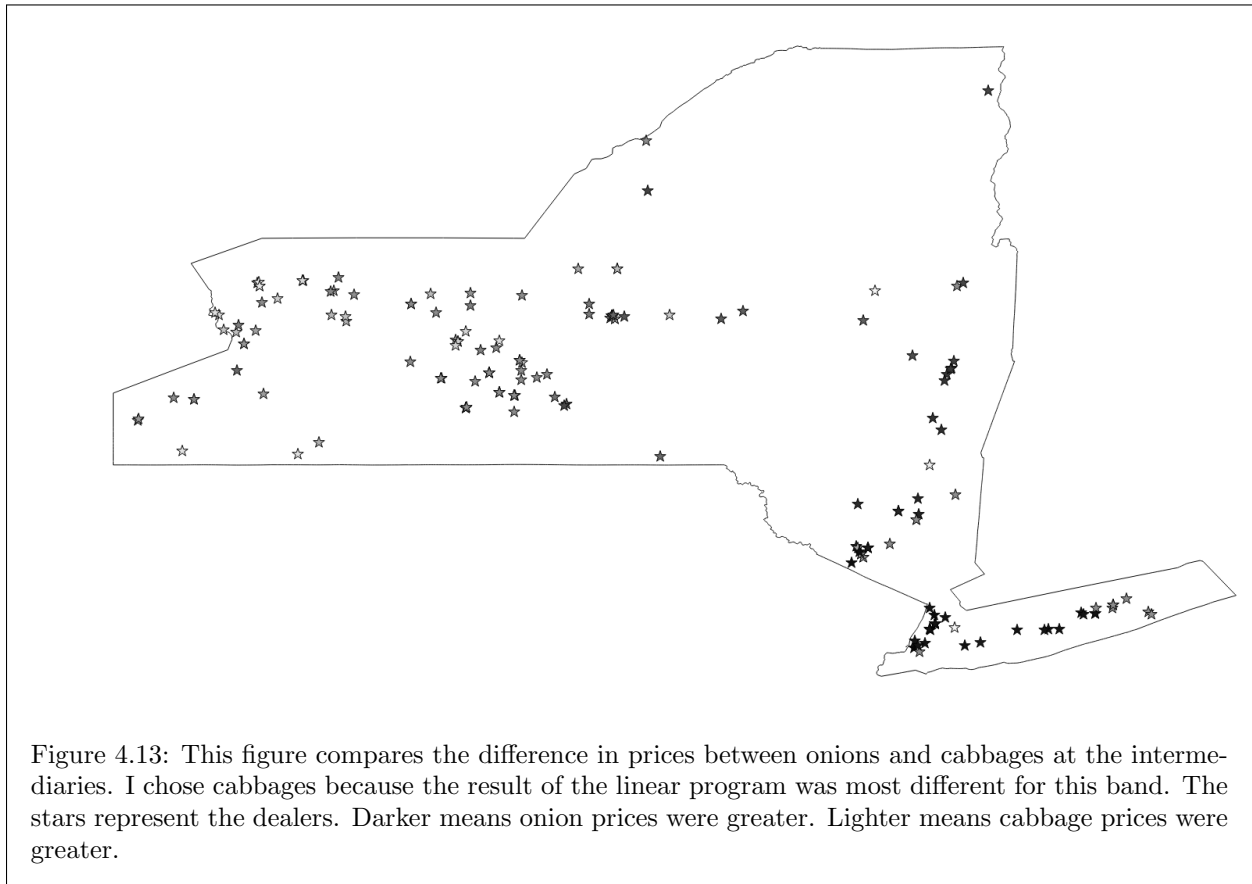 Figure 4.13: This figure compares the difference in prices between onions and cabbages at the interme-
diaries. I chose cabbages because the result of the linear program was most different for this band. The
stars represent the dealers. Darker means onion prices were greater. Lighter means cabbage prices were
greater.